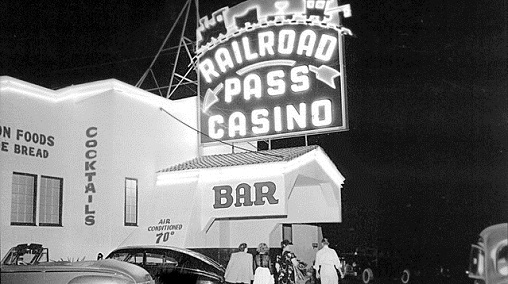 RAILROAD
PASS
CASINO
ON FOODS
E BREAD
COCKTAILS
BAR
AIR
CONDITIONED
70°